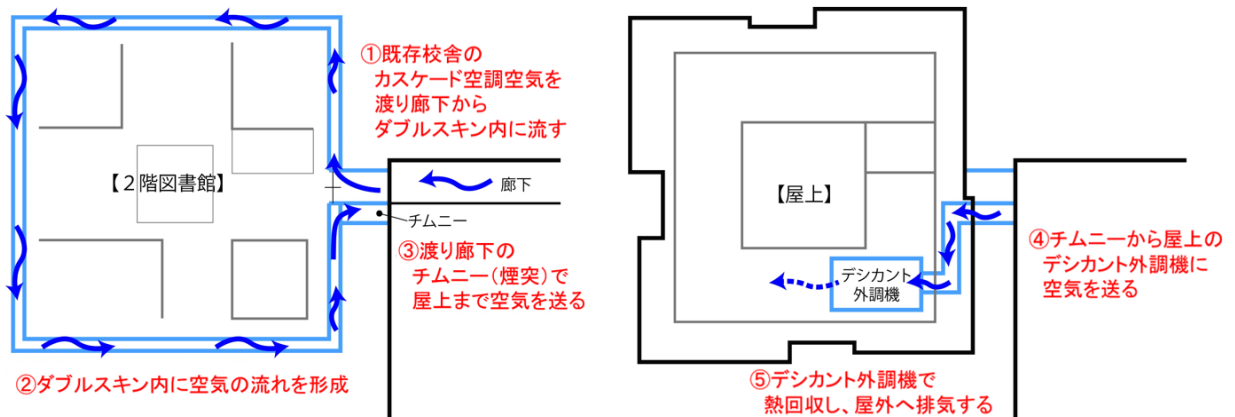 ①既存校舎の
カスケード空調空気を
渡り廊下から
ダブルスキン内に流す
【２階図書館】
廊下
チムニー
③渡り廊下の
チムニー（煙突）で
屋上まで空気を送る
②ダブルスキン内に空気の流れを形成
【屋上】
デシカント
外調機
④チムニーから屋上の
デシカント外調機に
空気を送る
⑤デシカント外調機で
熱回収し、屋外へ排気する